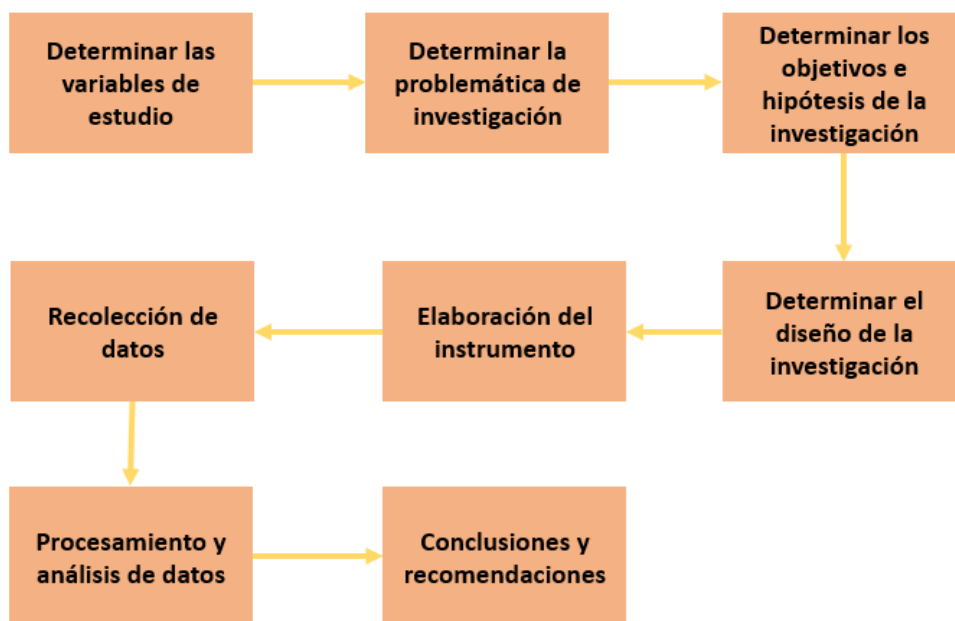 Determinar las
variables de
estudio
Determinar la
problemática de
investigación
Determinar los
objetivos e
hipótesis de la
investigación
Determinar el
diseño de la
investigación
Elaboración del
instrumento
Recolección de
datos
Procesamiento y
análisis de datos
Conclusiones y
recomendaciones